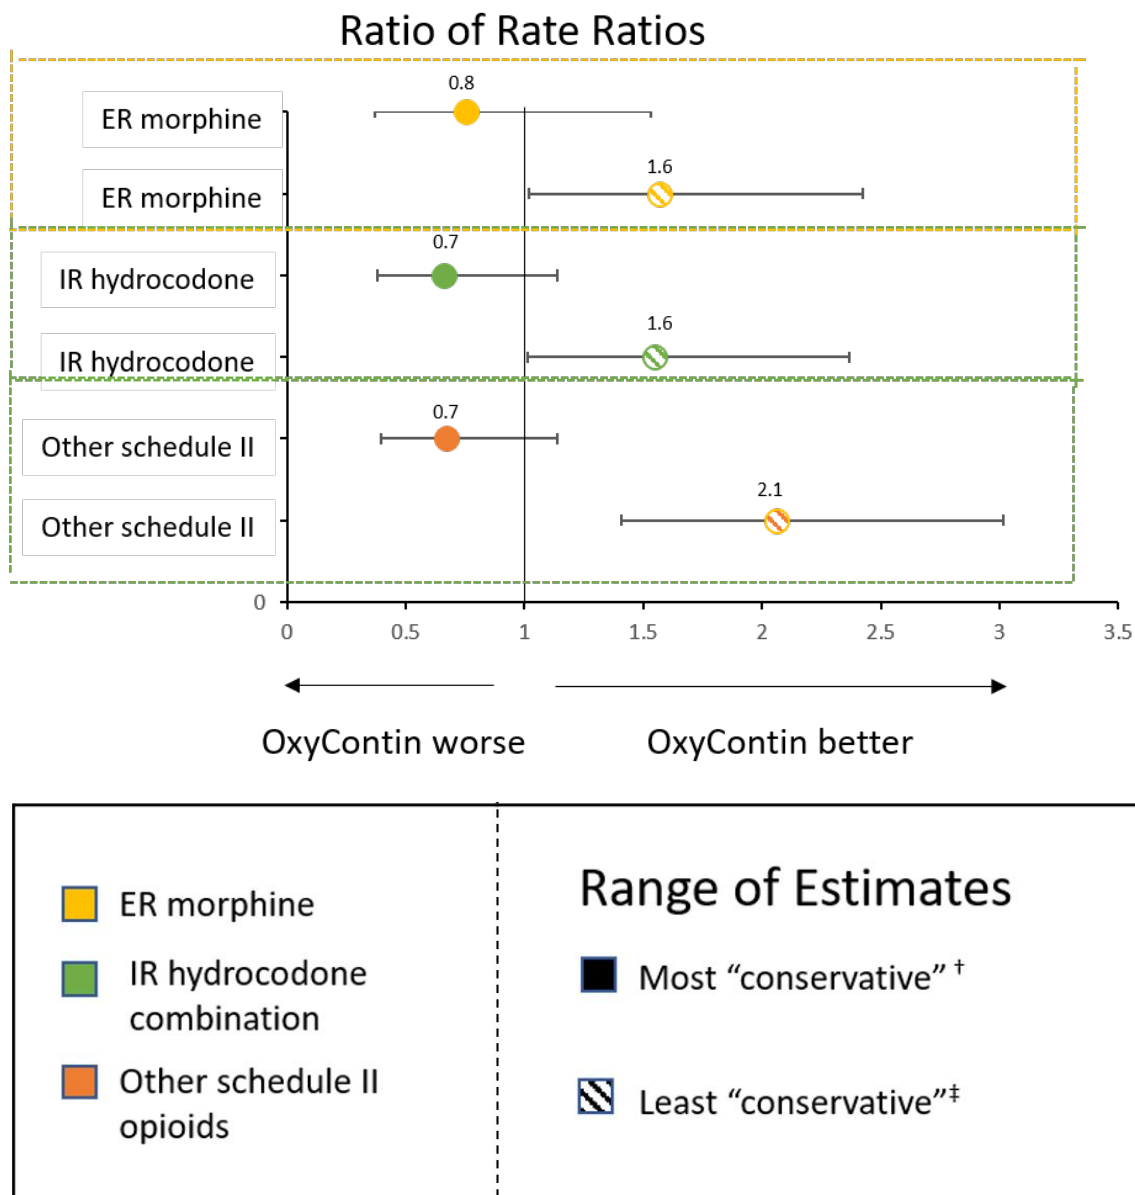 Ratio of Rate Ratios
0.8
ER morphine
1.6
ER morphine
0.7
IR hydrocodone
1.6
IR hydrocodone
0.7
Other schedule II
2.1
Other schedule II
0
0 0.5 1 1.5 2 2.5 3 3.5
OxyContin worse OxyContin better
ER morphine
IR hydrocodone
combination
Other schedule II
opioids
Range of Estimates
Most “conservative” †
Least “conservative”‡